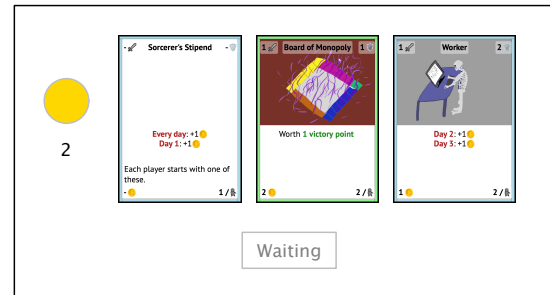 - Sorcerer's Stipend -
Every day: +1
Day 1: +1
Each player starts with one of
these.
- 1 /
1 Board of Monopoly 1
Worth 1 victory point
2 2 /
1 Worker 2
Day 2: +1
Day 3: +1
1 2 /
2
Waiting